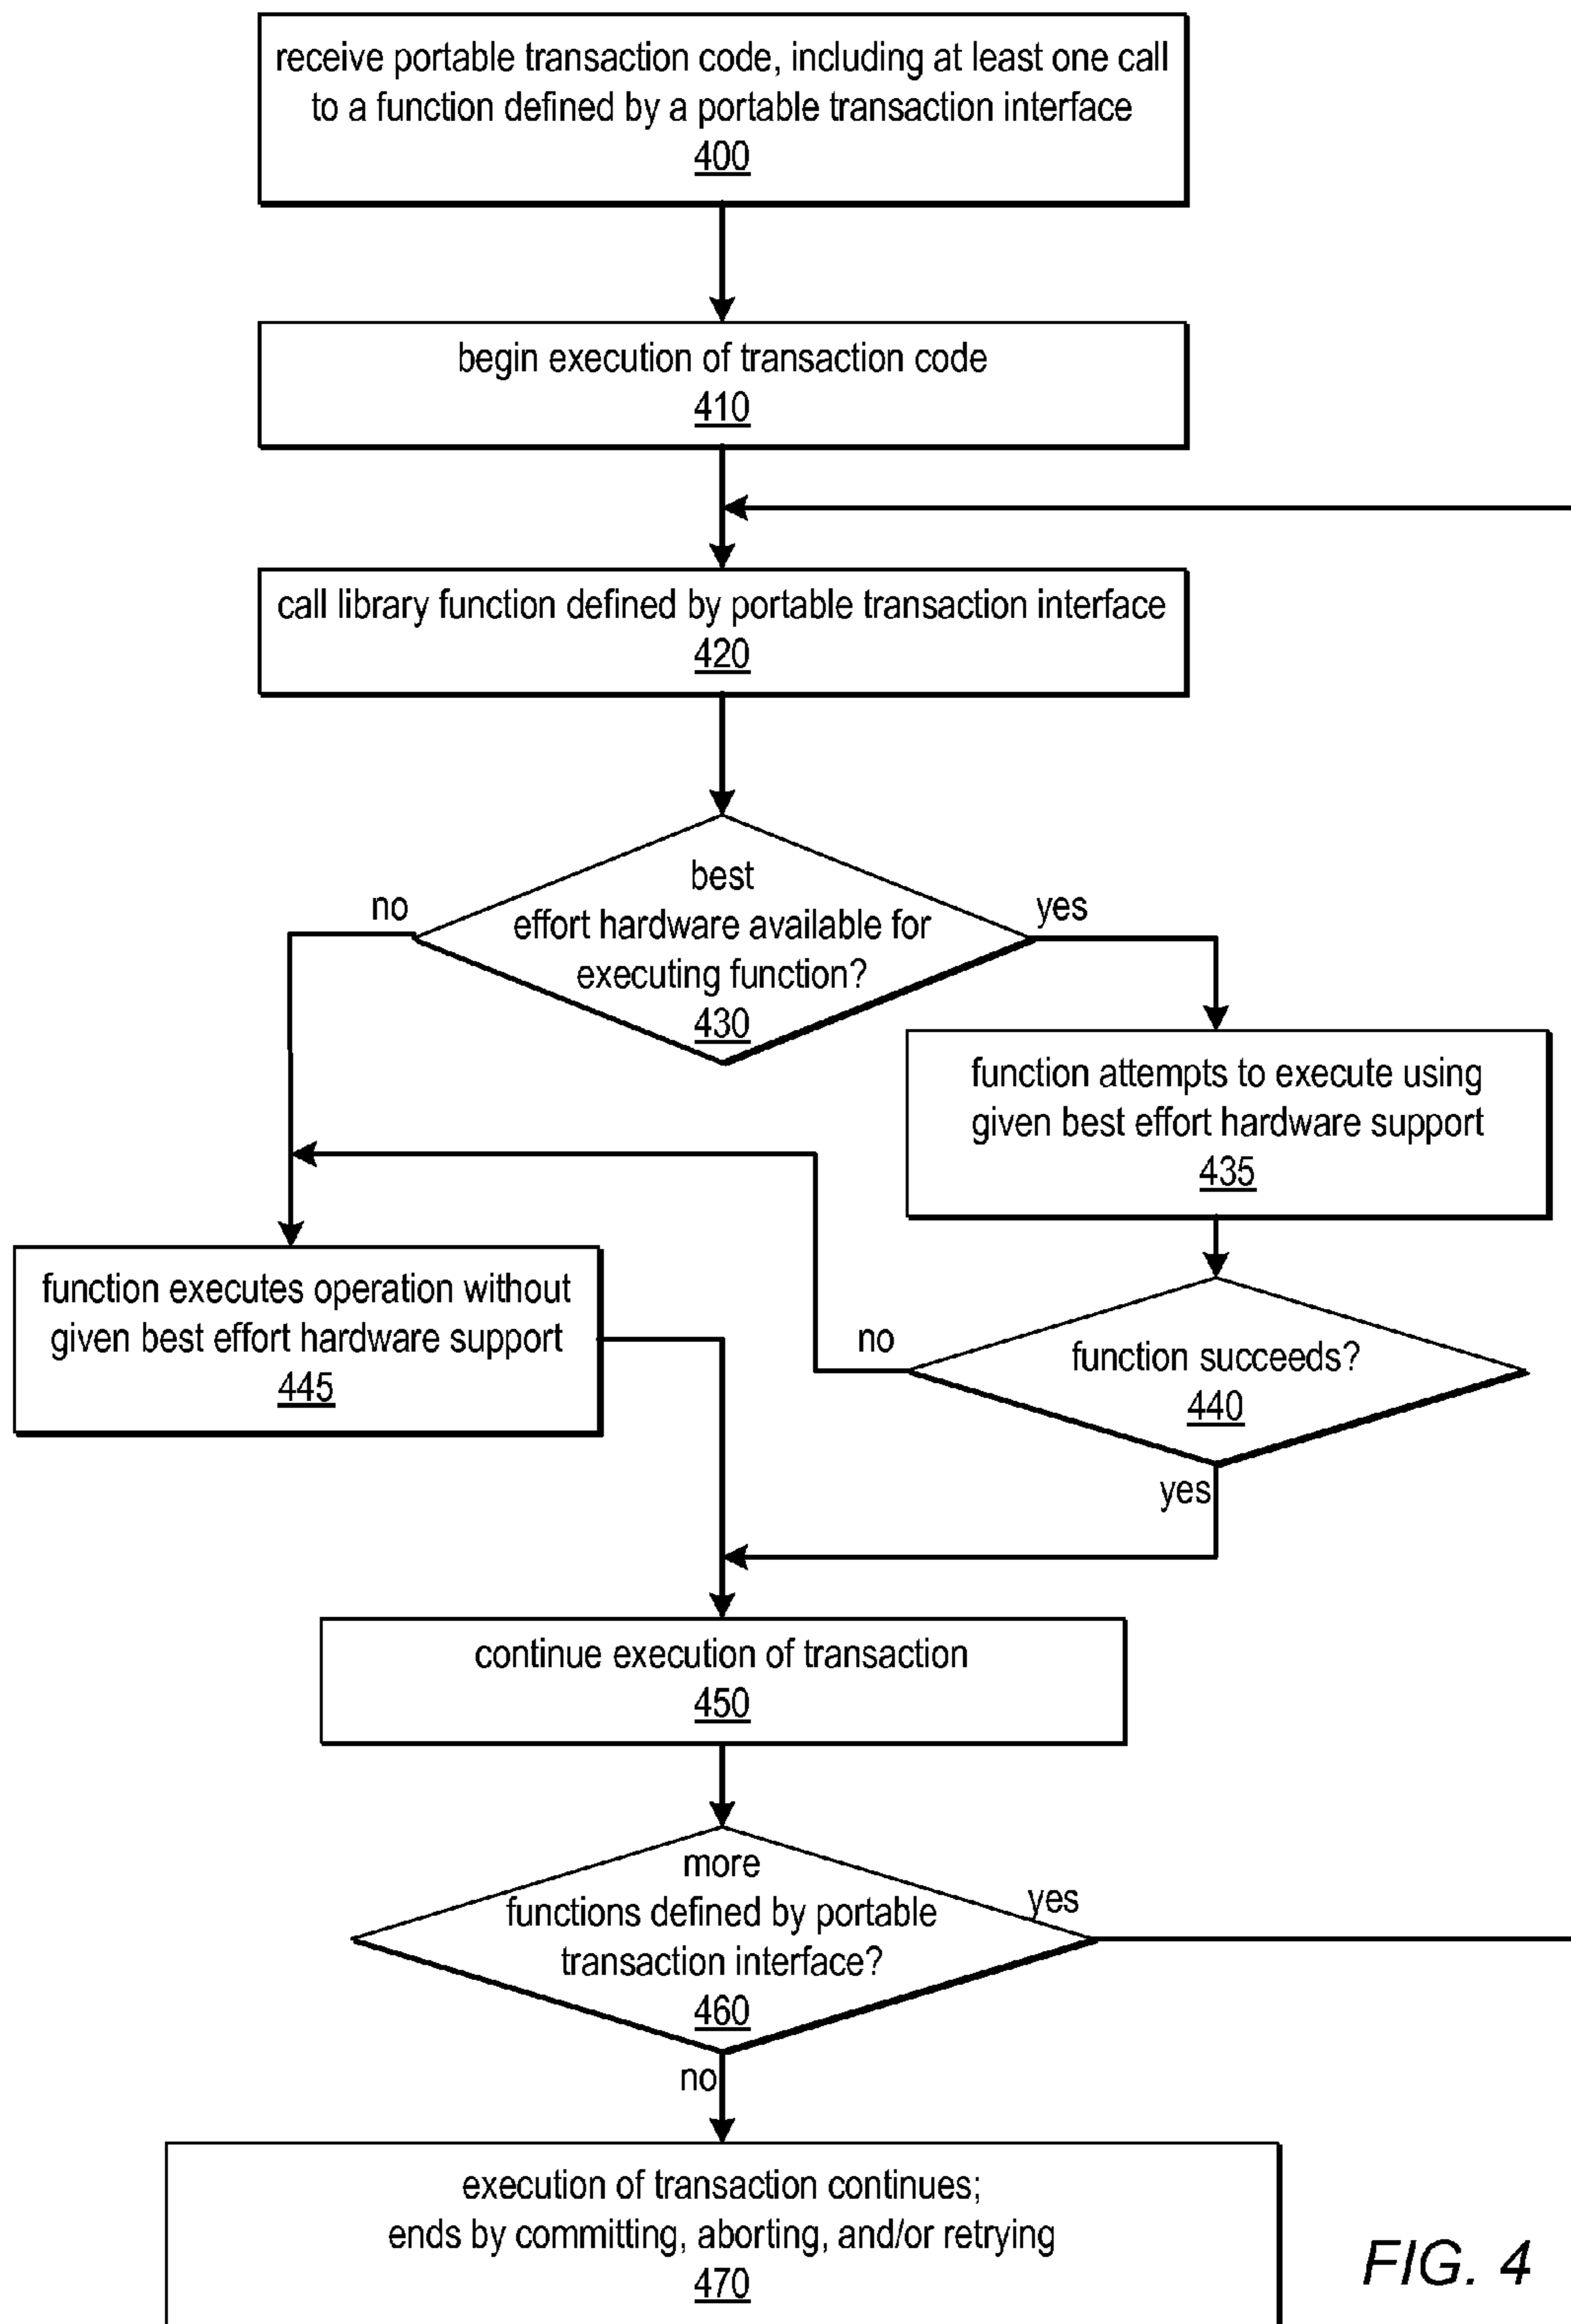 receive portable transaction code, including at least one call
to a function defined by a portable transaction interface
400
begin execution of transaction code
410
call library function defined by portable transaction interface
420
best
effort hardware available for
executing function?
430
no
yes
function attempts to execute using
given best effort hardware support
435
function executes operation without
given best effort hardware support
445
function succeeds?
440
no
yes
continue execution of transaction
450
more
functions defined by portable
transaction interface?
460
yes
no
execution of transaction continues;
ends by committing, aborting, and/or retrying
470
FIG. 4